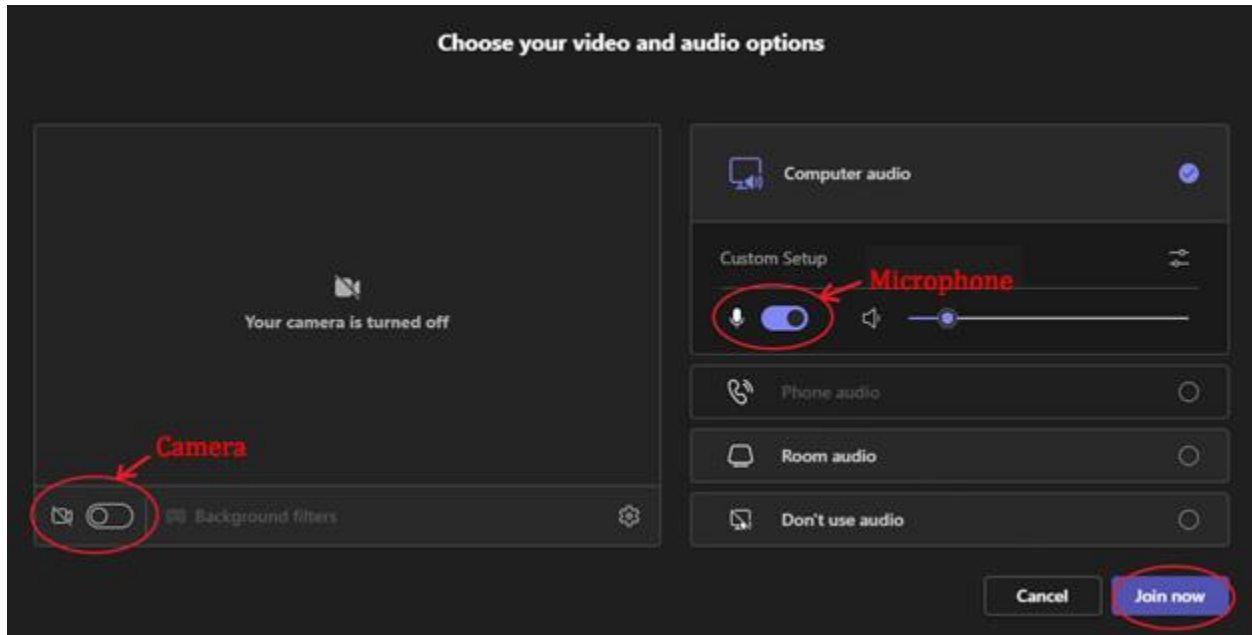 Choose your video and audio options
Your camera is turned off
Camera
Background filters
Computer audio
Custom Setup
Microphone
Phone audio
Room audio
Don't use audio
Cancel
Join now